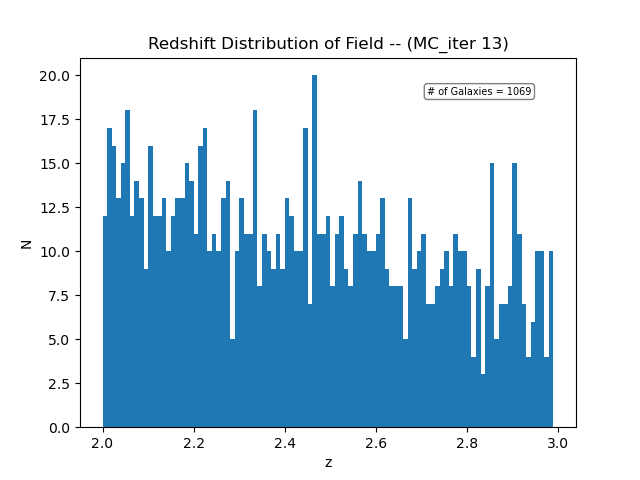 Redshift Distribution of Field -- (MC_iter 13)
20.0
# of Galaxies = 1069
17.5
15.0
12.5
N
10.0
7.5
5.0
2.5
0.0
2.0 2.2 2.4 2.6 2.8 3.0
z